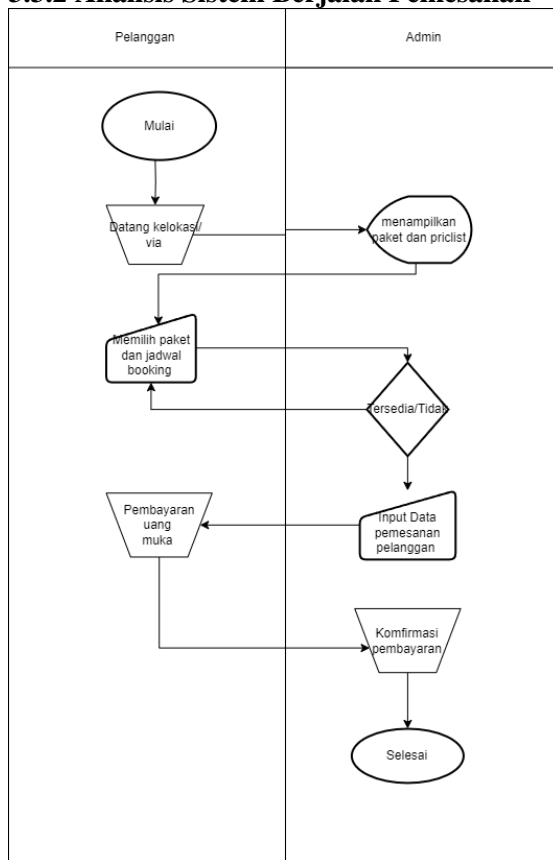 3.3.2 Analisis Sistem Berjalan Pemesanan
Pelanggan
Admin
Mulai
Datang kelokasi/
via
menampilkan
paket dan priclist
Memilih paket
dan jadwal
booking
Tersedia/Tidak
Input Data
pemesanan
pelanggan
Pembayaran
uang
muka
Komfirmasi
pembayaran
Selesai